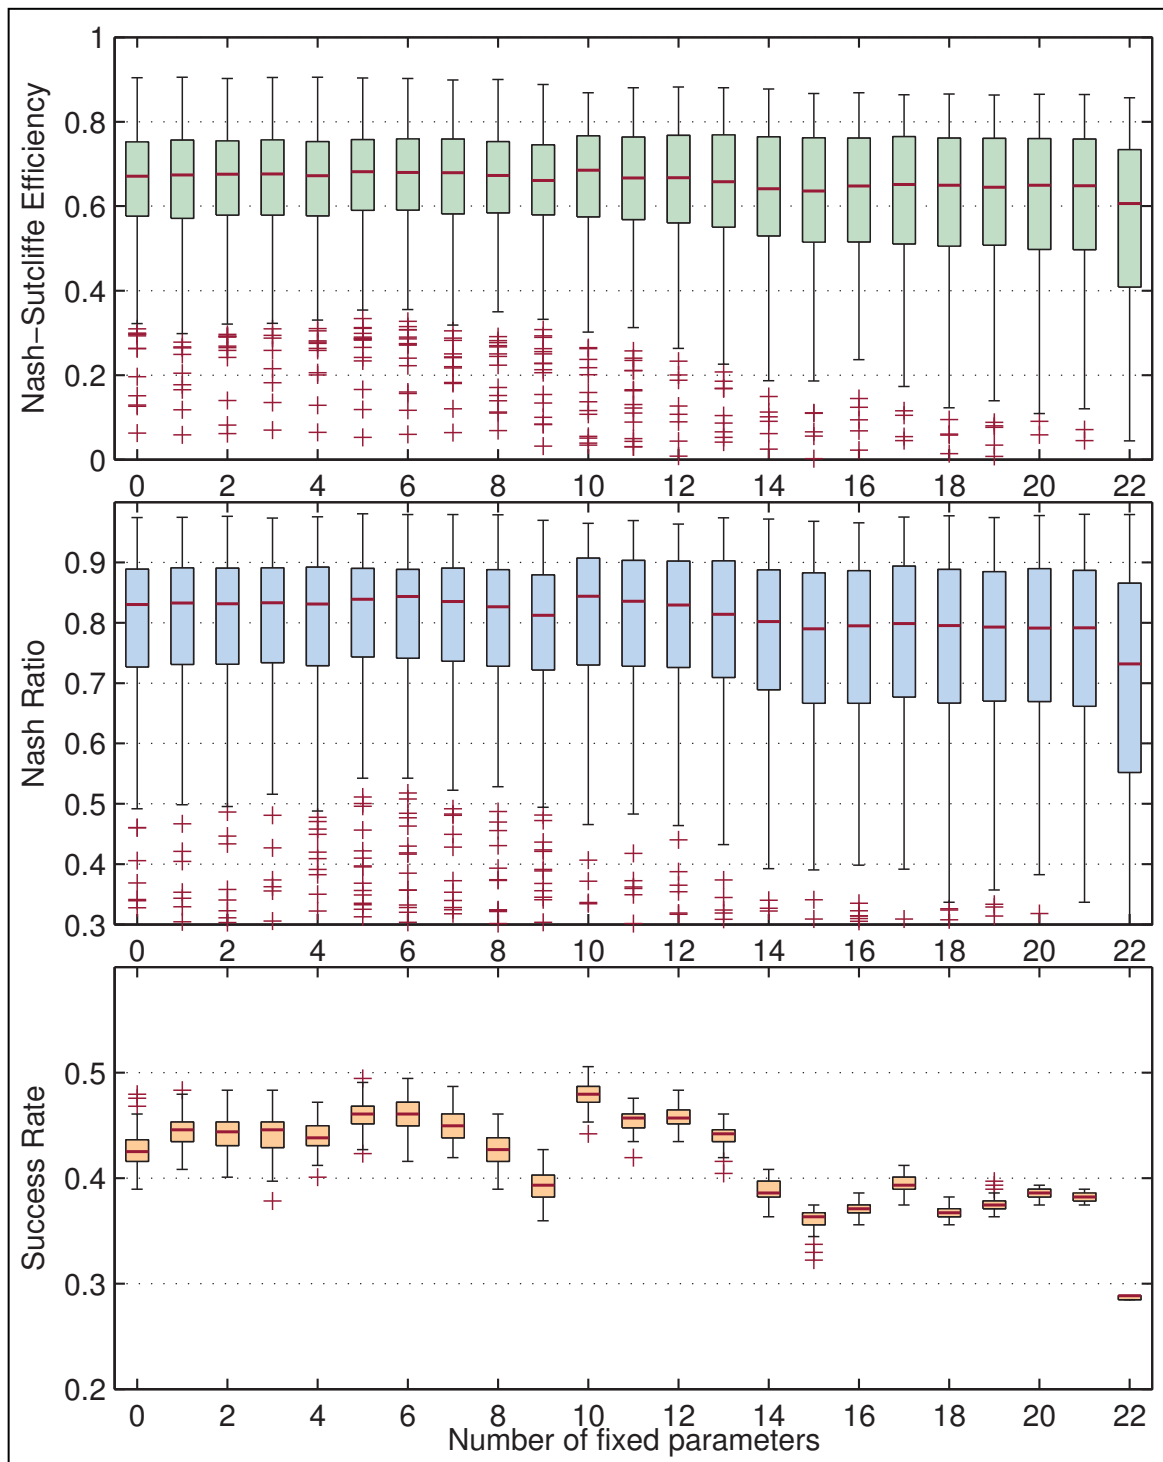 Nash−Sutcliffe Efficiency
1
0.8
0.6
0.4
0.2
0
0 2 4 6 8 10 12 14 16 18 20 22
Nash Ratio
0.9
0.8
0.7
0.6
0.5
0.4
0.3
0 2 4 6 8 10 12 14 16 18 20 22
Success Rate
0.5
0.4
0.3
0.2
0 2 4 6 8 10 12 14 16 18 20 22
Number of fixed parameters